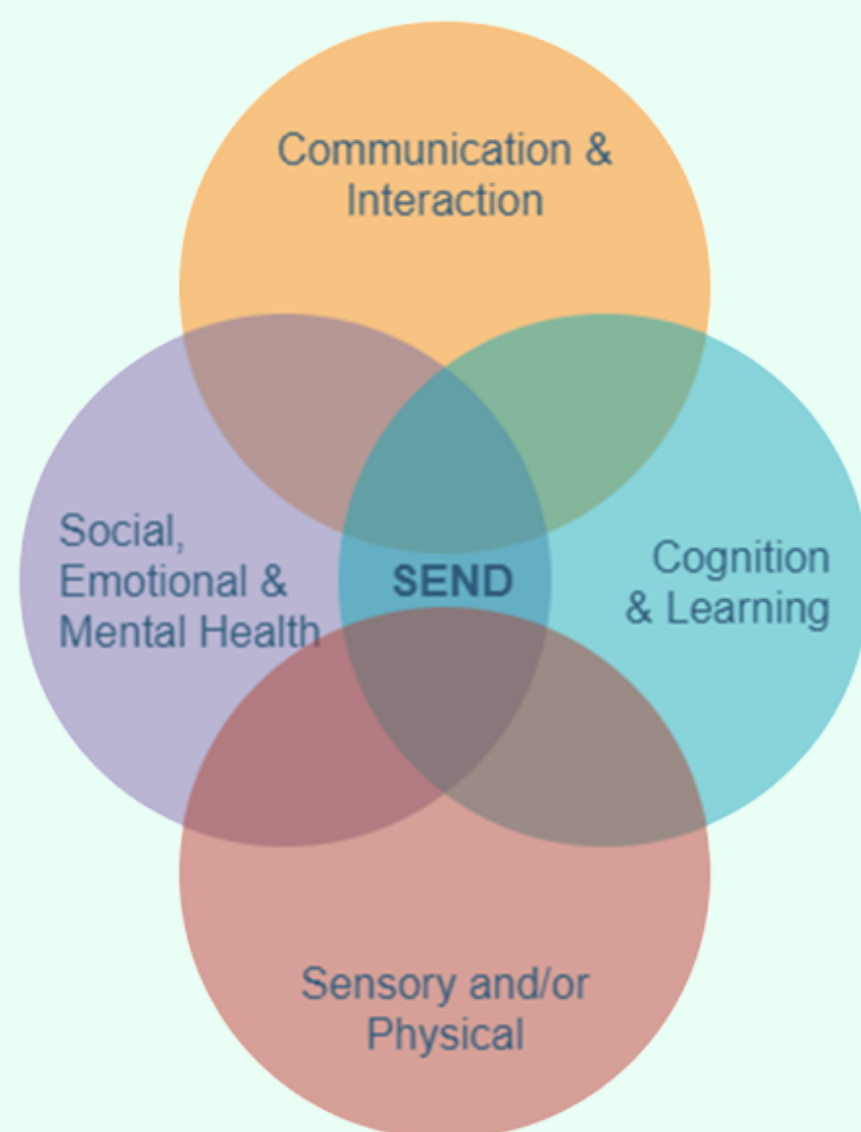 Communication &
Interaction
Social,
Emotional &
Mental Health
SEND
Cognition
& Learning
Sensory and/or
Physical